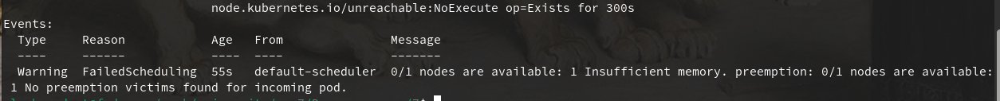 node.kubernetes.io/unreachable:NoExecute op=Exists for 300s
Events:
Type Reason Age From Message
---- ------ ---- ---- -------
Warning FailedScheduling 55s default-scheduler 0/1 nodes are available: 1 Insufficient memory. preemption: 0/1 nodes are available:
1 No preemption victims found for incoming pod.